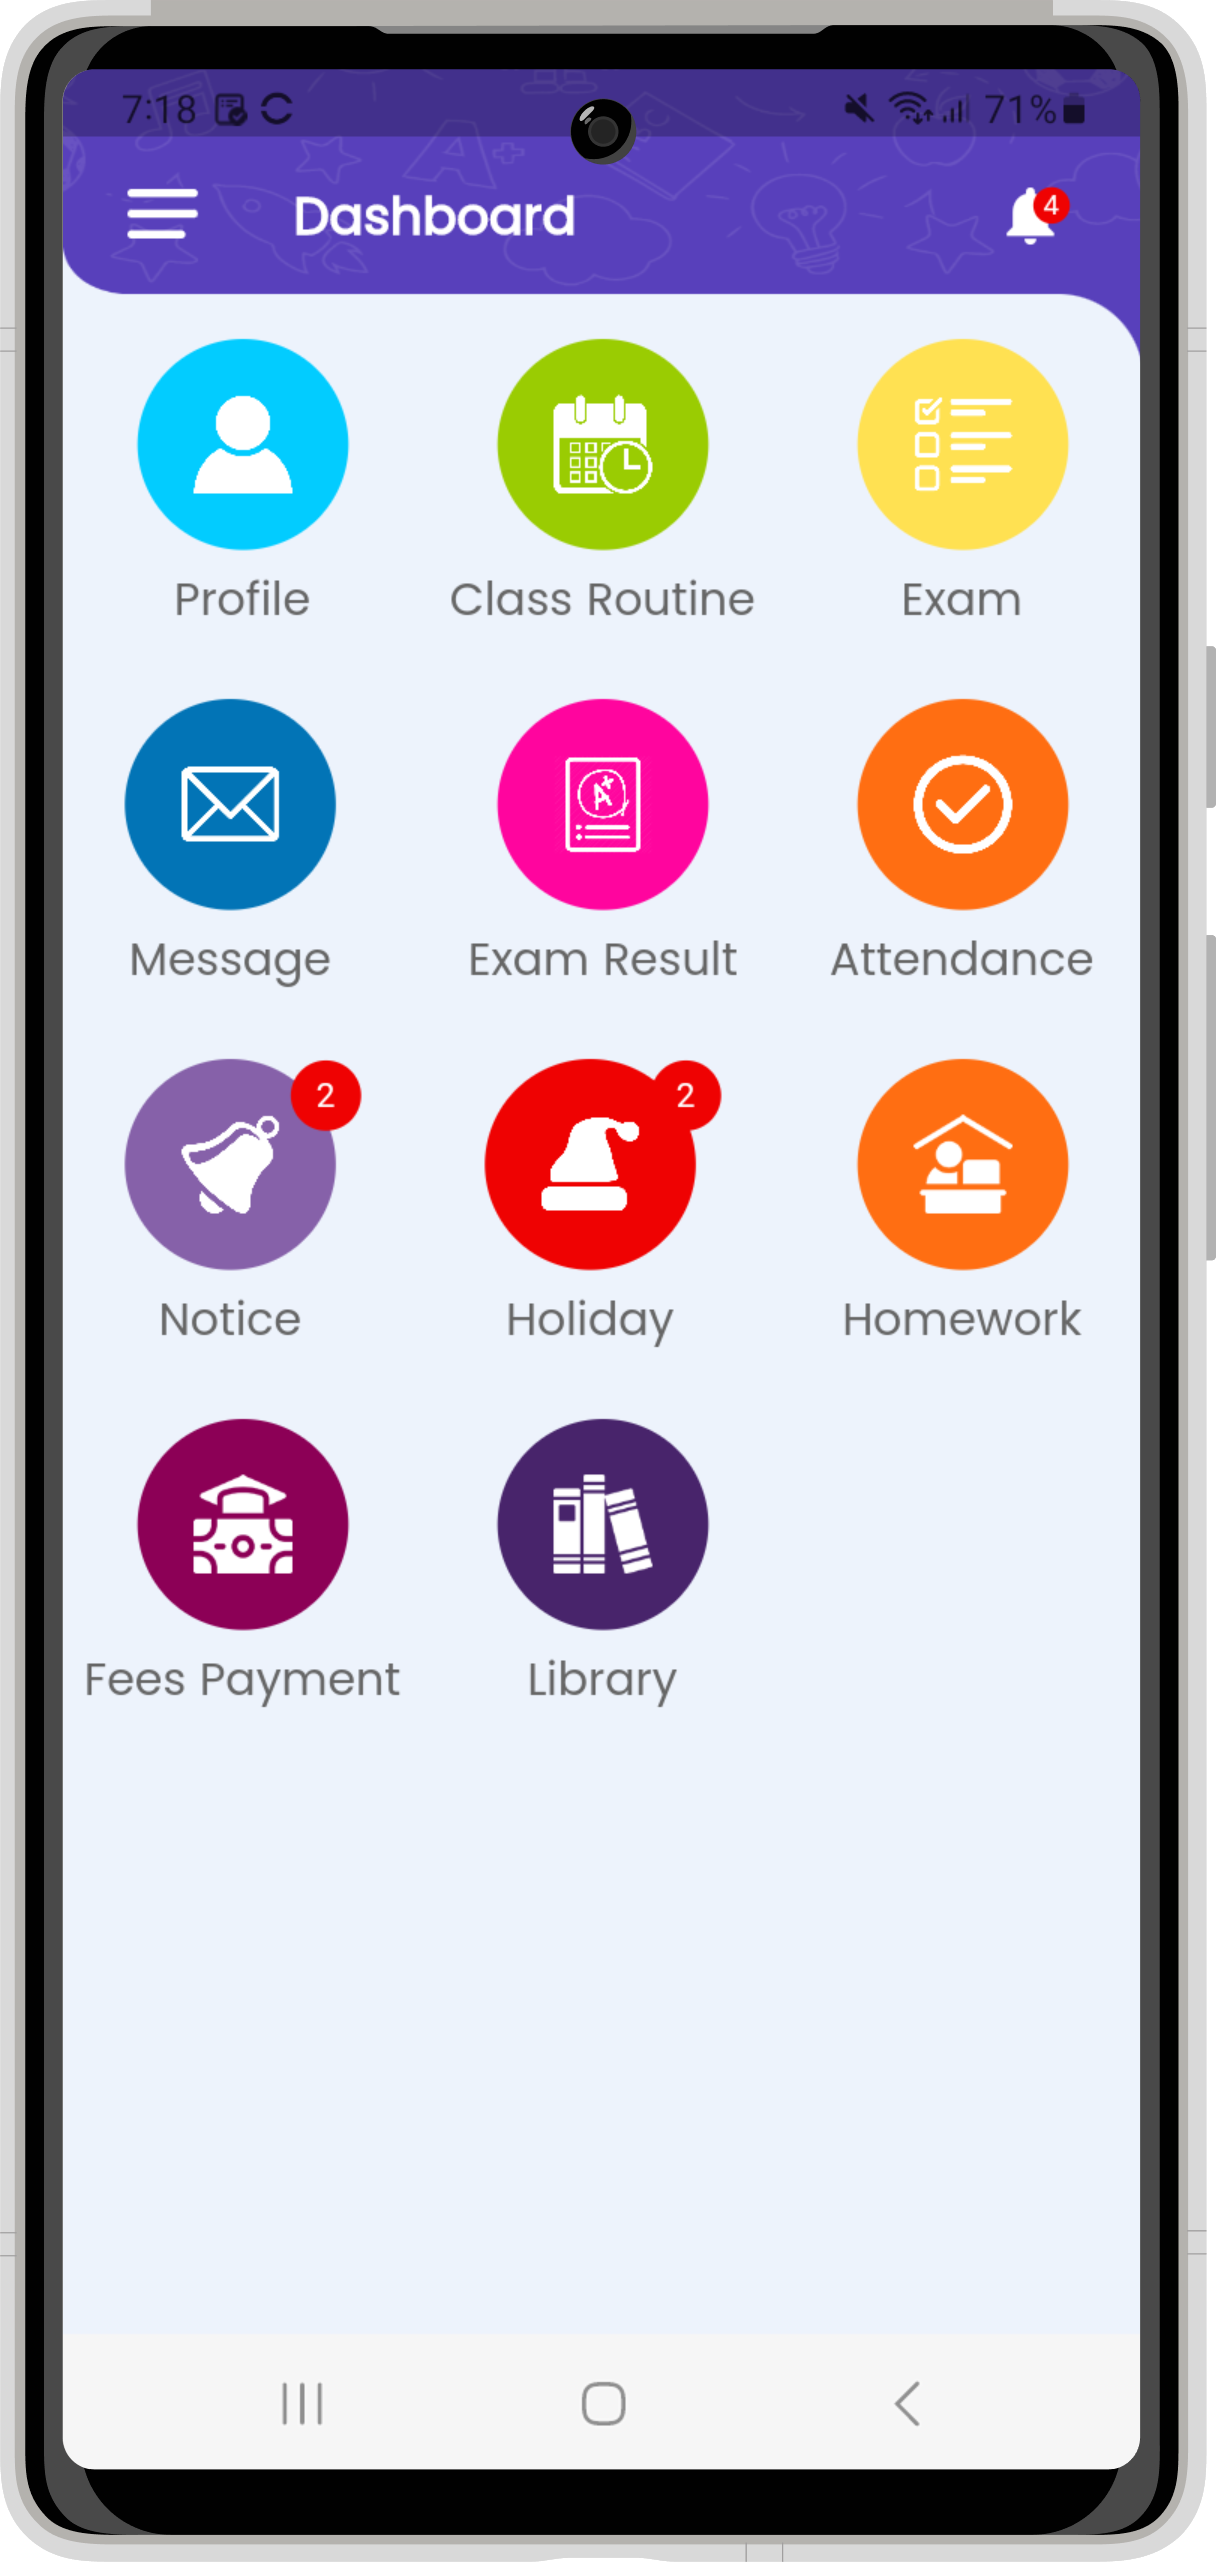 7:18 71%
Dashboard 4
Profile Class Routine Exam
A+
Message Exam Result Attendance
2 2
Notice Holiday Homework
Fees Payment Library